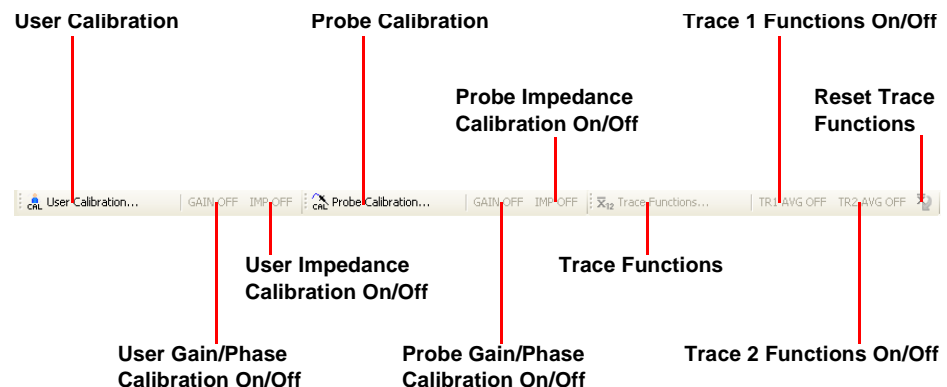 User Calibration
Probe Calibration
Trace 1 Functions On/Off
Probe Impedance
Calibration On/Off
Reset Trace
Functions
CAL User Calibration... GAIN OFF IMP OFF CAL Probe Calibration... GAIN OFF IMP OFF X12 Trace Functions... TR1 AVG OFF TR2 AVG OFF
User Impedance
Calibration On/Off
Trace Functions
User Gain/Phase
Calibration On/Off
Probe Gain/Phase
Calibration On/Off
Trace 2 Functions On/Off